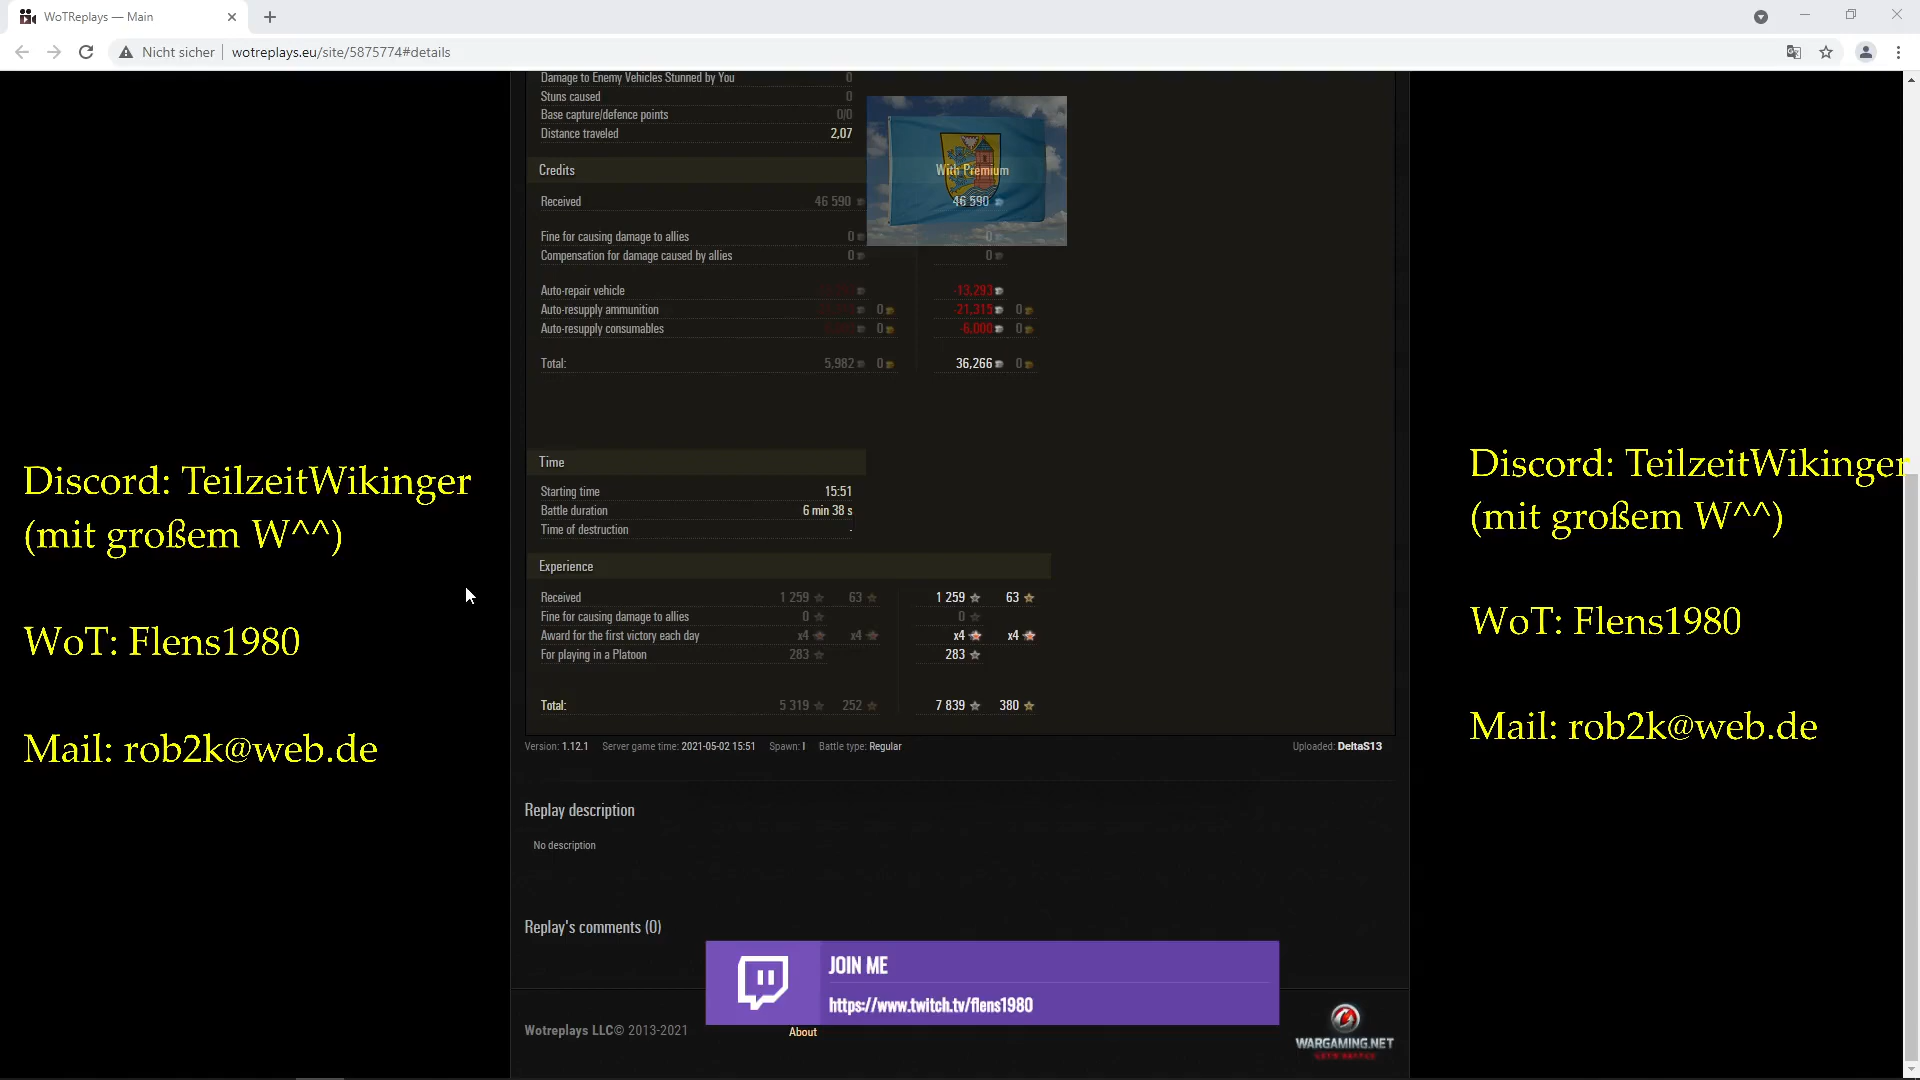 WoTReplays — Main
Nicht sicher
wotreplays.eu/site/5875774#details
Damage to Enemy Vehicles Stunned by You 0
Stuns caused 0
Base capture/defence points 0/0
Distance traveled 2,07
Credits With Premium
Received 46 590 46 590
Fine for causing damage to allies 0 0
Compensation for damage caused by allies 0 0
Auto-repair vehicle -13,293
Auto-resupply ammunition 0 -21,315 0
Auto-resupply consumables 0 -6,000 0
Total: 5,982 0 36,266 0
Time
Starting time 15:51
Battle duration 6 min 38 s
Time of destruction -
Experience
Received 1 259 63 1 259 63
Fine for causing damage to allies 0 0
Award for the first victory each day x4 x4 x4 x4
For playing in a Platoon 283 283
Total: 5 319 252 7 839 380
Version: 1.12.1 Server game time: 2021-05-02 15:51 Spawn: I Battle type: Regular Uploaded: DeltaS13
Replay description
No description
Replay's comments (0)
JOIN ME
https://www.twitch.tv/flens1980
Wotreplays LLC© 2013-2021
About
WARGAMING.NET
LET'S BATTLE
Discord: TeilzeitWikinger
(mit großem W^^)
WoT: Flens1980
Mail: rob2k@web.de
Discord: TeilzeitWikinger
(mit großem W^^)
WoT: Flens1980
Mail: rob2k@web.de